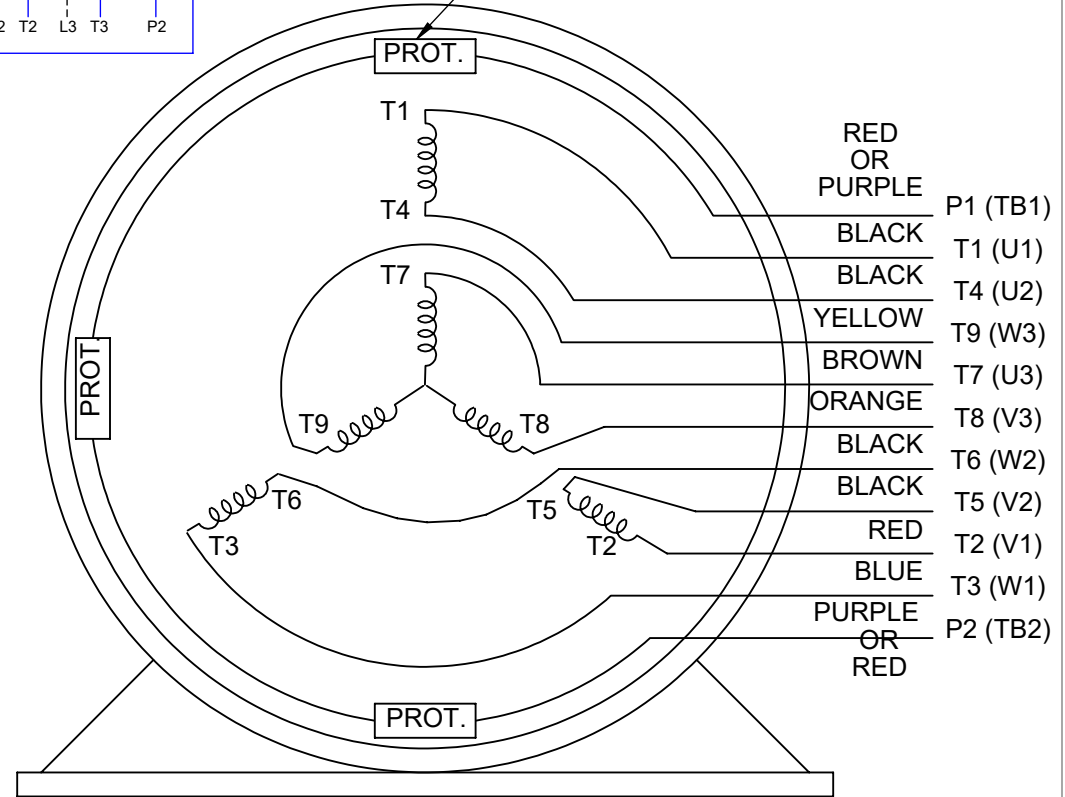 2 T2 L3 T3 P2
PROT.
T1
T4
T7
PROT.
T9
T8
T6
T5
T3
T2
PROT.
RED
OR
PURPLE
P1 (TB1)
BLACK
T1 (U1)
BLACK
T4 (U2)
YELLOW
T9 (W3)
BROWN
T7 (U3)
ORANGE
T8 (V3)
BLACK
T6 (W2)
BLACK
T5 (V2)
RED
T2 (V1)
BLUE
T3 (W1)
PURPLE
OR
RED
P2 (TB2)